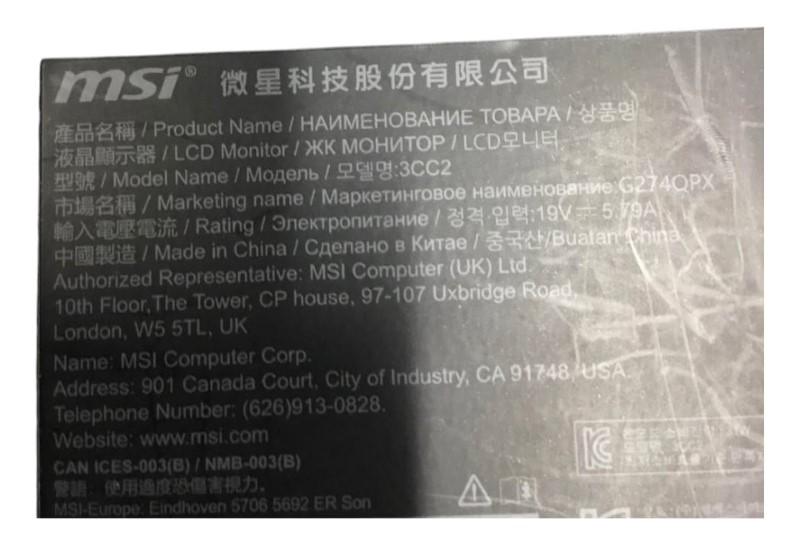 msi® 微星科技股份有限公司
產品名稱 / Product Name / НАИМЕНОВАНИЕ ТОВАРА / 상품명
液晶顯示器 / LCD Monitor / ЖК МОНИТОР / LCD모니터
型號 / Model Name / Модель / 모델명:3CC2
市場名稱 / Marketing name / Маркетинговое наименование:G274QPX
輸入電壓電流 / Rating / Электропитание / 정격.입력:19V ⎓ 5.79A
中國製造 / Made in China / Сделано в Китае / 중국산/Buatan China
Authorized Representative: MSI Computer (UK) Ltd.
10th Floor,The Tower, CP house, 97-107 Uxbridge Road,
London, W5 5TL, UK
Name: MSI Computer Corp.
Address: 901 Canada Court, City of Industry, CA 91748, USA.
Telephone Number: (626)913-0828.
Website: www.msi.com
CAN ICES-003(B) / NMB-003(B)
警語: 使用過度恐傷害視力。
MSI-Europe: Eindhoven 5706 5692 ER Son